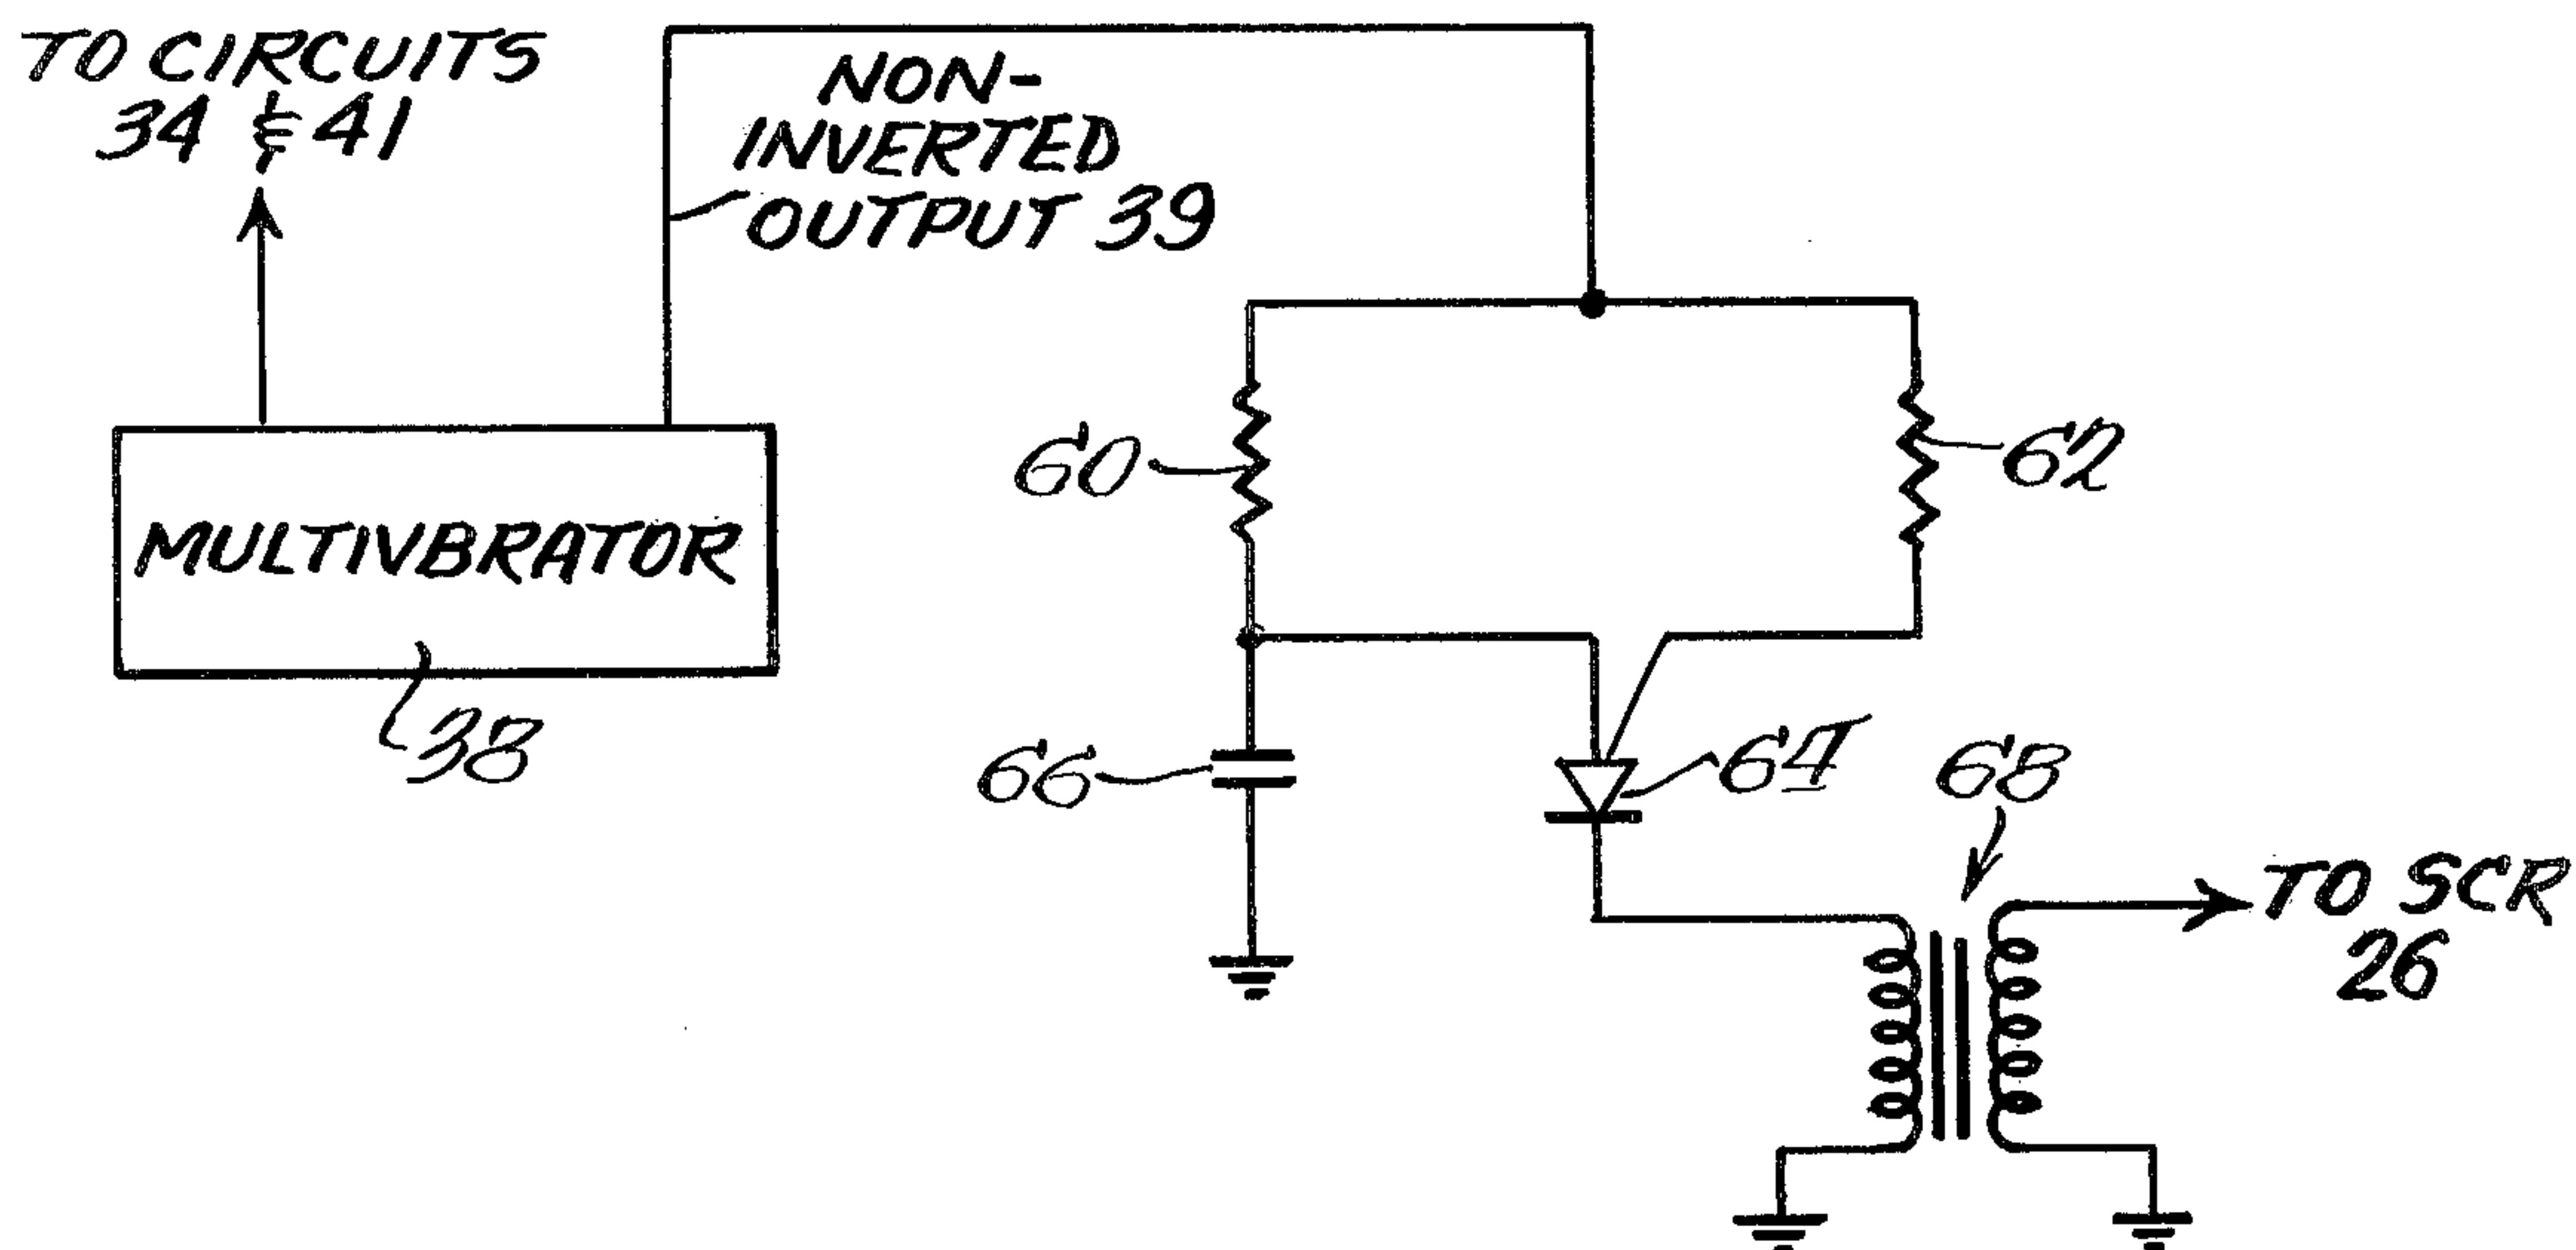 TO CIRCUITS
34 & 41
NON-
INVERTED
OUTPUT 39
60
62
MULTIVBRATOR
38
66
64
68
TO SCR
26